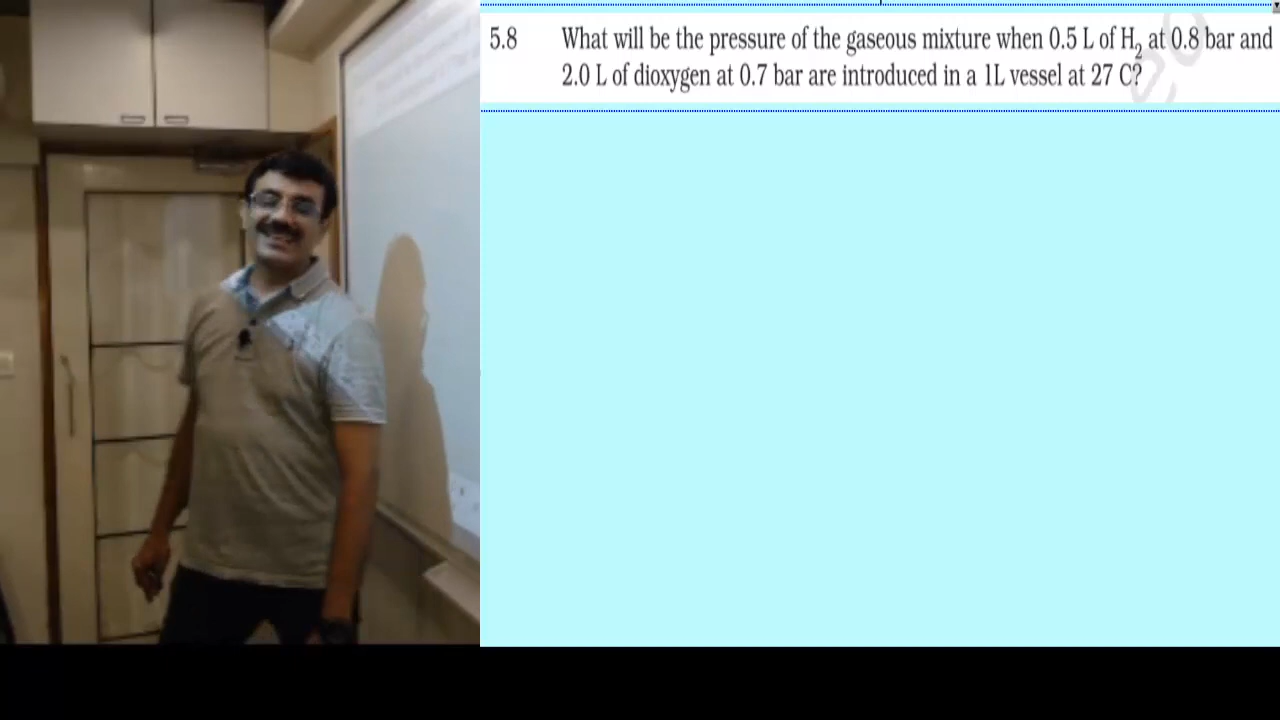 5.8 What will be the pressure of the gaseous mixture when 0.5 L of H₂ at 0.8 bar and
2.0 L of dioxygen at 0.7 bar are introduced in a 1L vessel at 27 C?